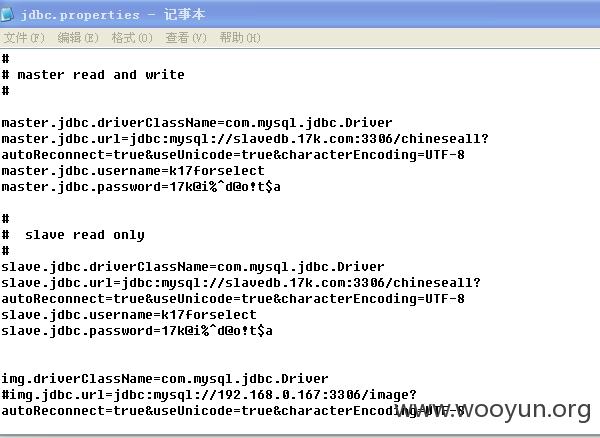 jdbc.properties - 记事本
文件(F) 编辑(E) 格式(O) 查看(V) 帮助(H)
#
# master read and write
#
master.jdbc.driverClassName=com.mysql.jdbc.Driver
master.jdbc.url=jdbc:mysql://slavedb.17k.com:3306/chineseall?
autoReconnect=true&useUnicode=true&characterEncoding=UTF-8
master.jdbc.username=k17forselect
master.jdbc.password=17k@i%^d@o!t$a
#
#  slave read only
#
slave.jdbc.driverClassName=com.mysql.jdbc.Driver
slave.jdbc.url=jdbc:mysql://slavedb.17k.com:3306/chineseall?
autoReconnect=true&useUnicode=true&characterEncoding=UTF-8
slave.jdbc.username=k17forselect
slave.jdbc.password=17k@i%^d@o!t$a
img.driverClassName=com.mysql.jdbc.Driver
#img.jdbc.url=jdbc:mysql://192.168.0.167:3306/image?
autoReconnect=true&useUnicode=true&characterEncoding=UTF-8
www.wooyun.org